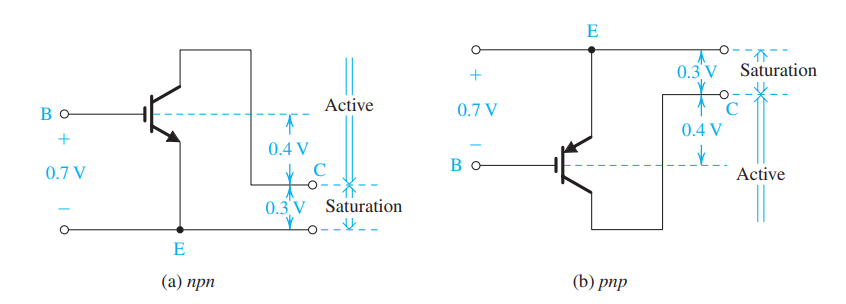 B
+
0.7 V
−
E
0.4 V
C
0.3 V
Active
Saturation
(a) npn
E
+
0.7 V
−
B
0.3 V
Saturation
C
0.4 V
Active
(b) pnp